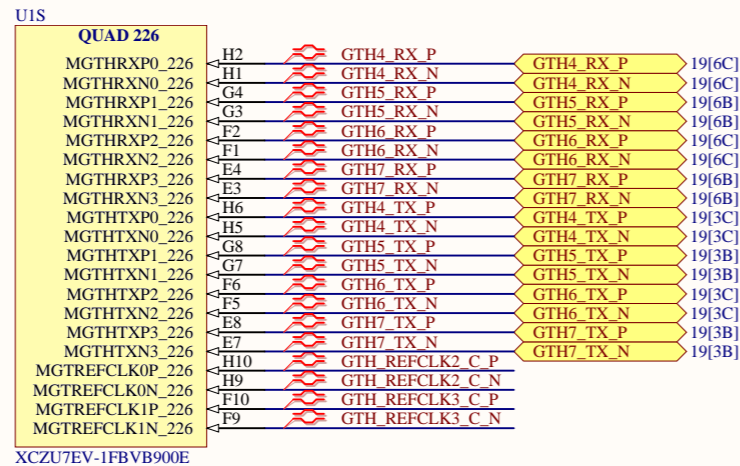 U1S
QUAD 226
MGTHRXP0_226 H2 GTH4_RX_P GTH4_RX_P 19[6C]
MGTHRXN0_226 H1 GTH4_RX_N GTH4_RX_N 19[6C]
MGTHRXP1_226 G4 GTH5_RX_P GTH5_RX_P 19[6B]
MGTHRXN1_226 G3 GTH5_RX_N GTH5_RX_N 19[6B]
MGTHRXP2_226 F2 GTH6_RX_P GTH6_RX_P 19[6C]
MGTHRXN2_226 F1 GTH6_RX_N GTH6_RX_N 19[6C]
MGTHRXP3_226 E4 GTH7_RX_P GTH7_RX_P 19[6B]
MGTHRXN3_226 E3 GTH7_RX_N GTH7_RX_N 19[6B]
MGTHTXP0_226 H6 GTH4_TX_P GTH4_TX_P 19[3C]
MGTHTXN0_226 H5 GTH4_TX_N GTH4_TX_N 19[3C]
MGTHTXP1_226 G8 GTH5_TX_P GTH5_TX_P 19[3B]
MGTHTXN1_226 G7 GTH5_TX_N GTH5_TX_N 19[3B]
MGTHTXP2_226 F6 GTH6_TX_P GTH6_TX_P 19[3C]
MGTHTXN2_226 F5 GTH6_TX_N GTH6_TX_N 19[3C]
MGTHTXP3_226 E8 GTH7_TX_P GTH7_TX_P 19[3B]
MGTHTXN3_226 E7 GTH7_TX_N GTH7_TX_N 19[3B]
MGTREFCLK0P_226 H10 GTH_REFCLK2_C_P
MGTREFCLK0N_226 H9 GTH_REFCLK2_C_N
MGTREFCLK1P_226 F10 GTH_REFCLK3_C_P
MGTREFCLK1N_226 F9 GTH_REFCLK3_C_N
XCZU7EV-1FBVB900E